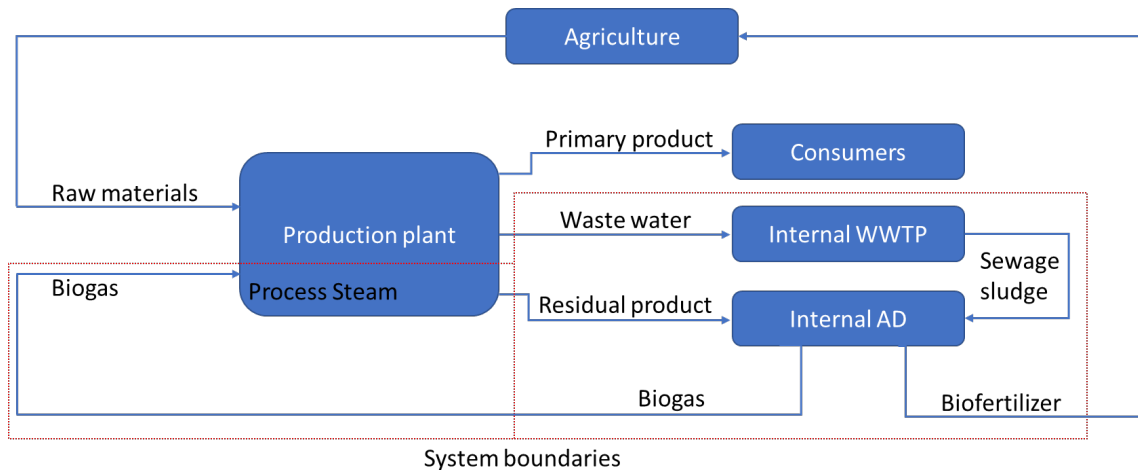 Agriculture
Primary product
Consumers
Raw materials
Production plant
Waste water
Internal WWTP
Sewage
sludge
Biogas
Process Steam
Residual product
Internal AD
Biogas
Biofertilizer
System boundaries